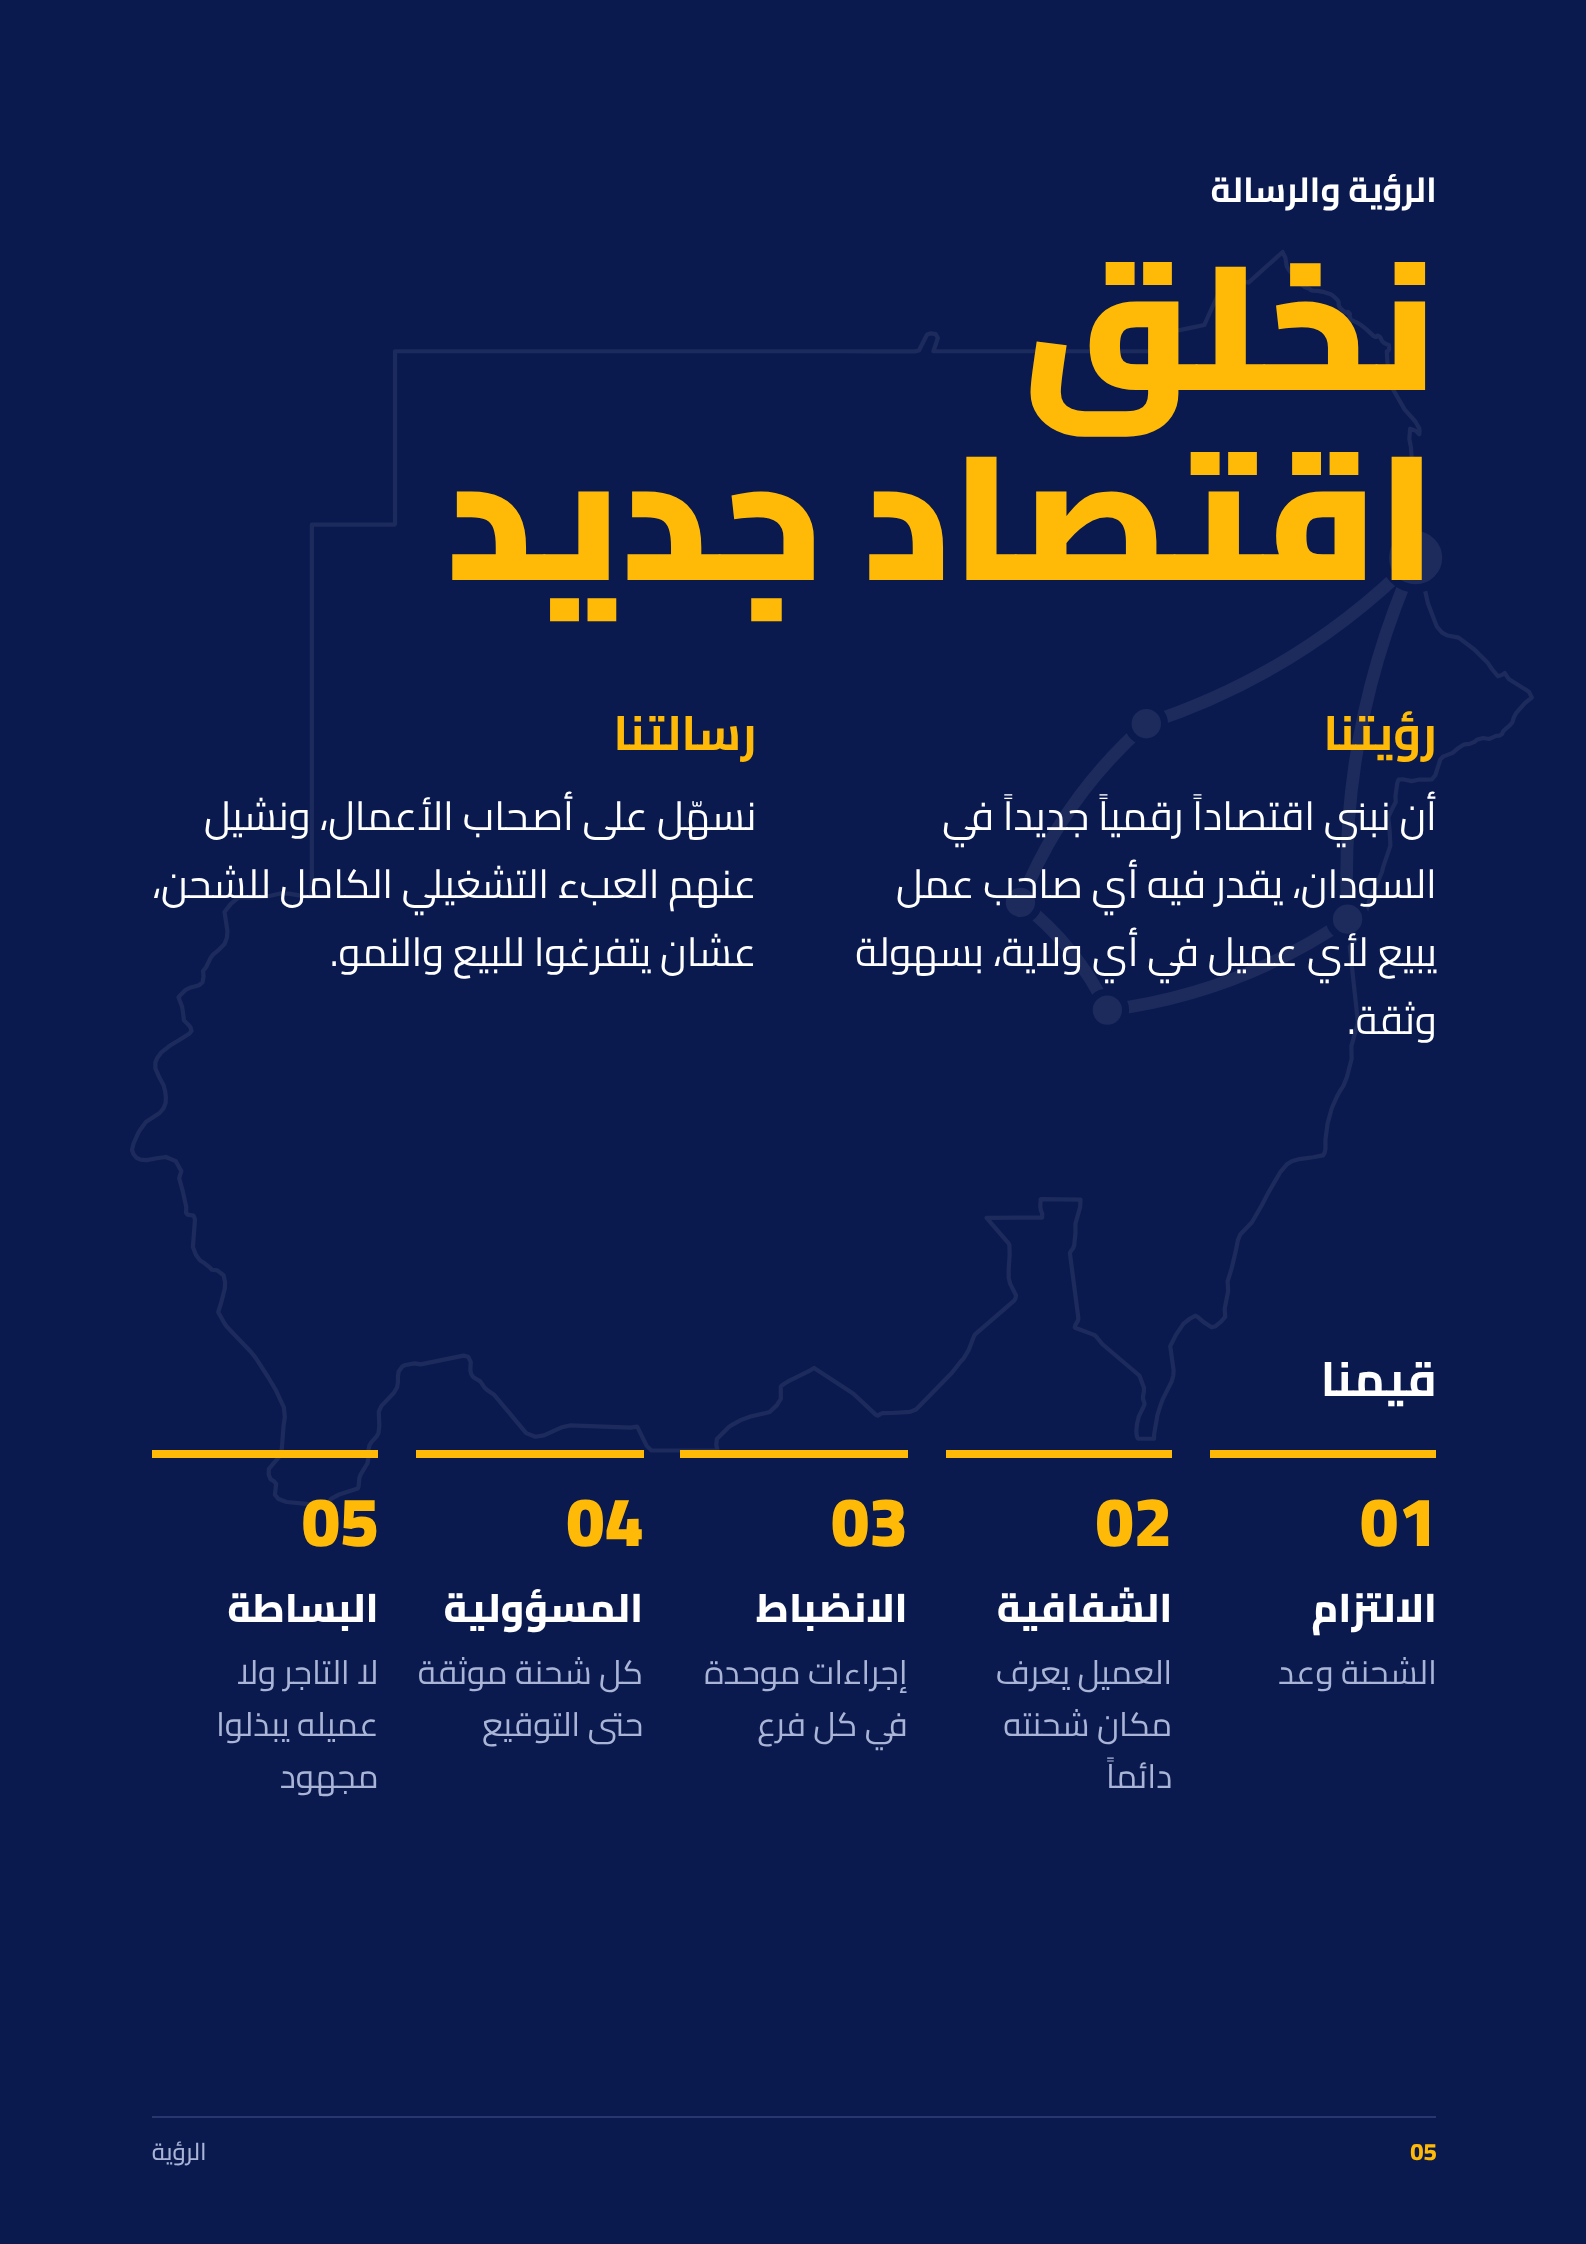 الرؤية والرسالة
نخلق
اقتصاد جديد
رؤيتنا
أن نبني اقتصاداً رقمياً جديداً في
السودان، يقدر فيه أي صاحب عمل
يبيع لأي عميل في أي ولاية، بسهولة
وثقة.
رسالتنا
نسهّل على أصحاب الأعمال، ونشيل
عنهم العبء التشغيلي الكامل للشحن،
عشان يتفرغوا للبيع والنمو.
قيمنا
01
الالتزام
الشحنة وعد
02
الشفافية
العميل يعرف
مكان شحنته
دائماً
03
الانضباط
إجراءات موحدة
في كل فرع
04
المسؤولية
كل شحنة موثقة
حتى التوقيع
05
البساطة
لا التاجر ولا
عميله يبذلوا
مجهود
05
الرؤية